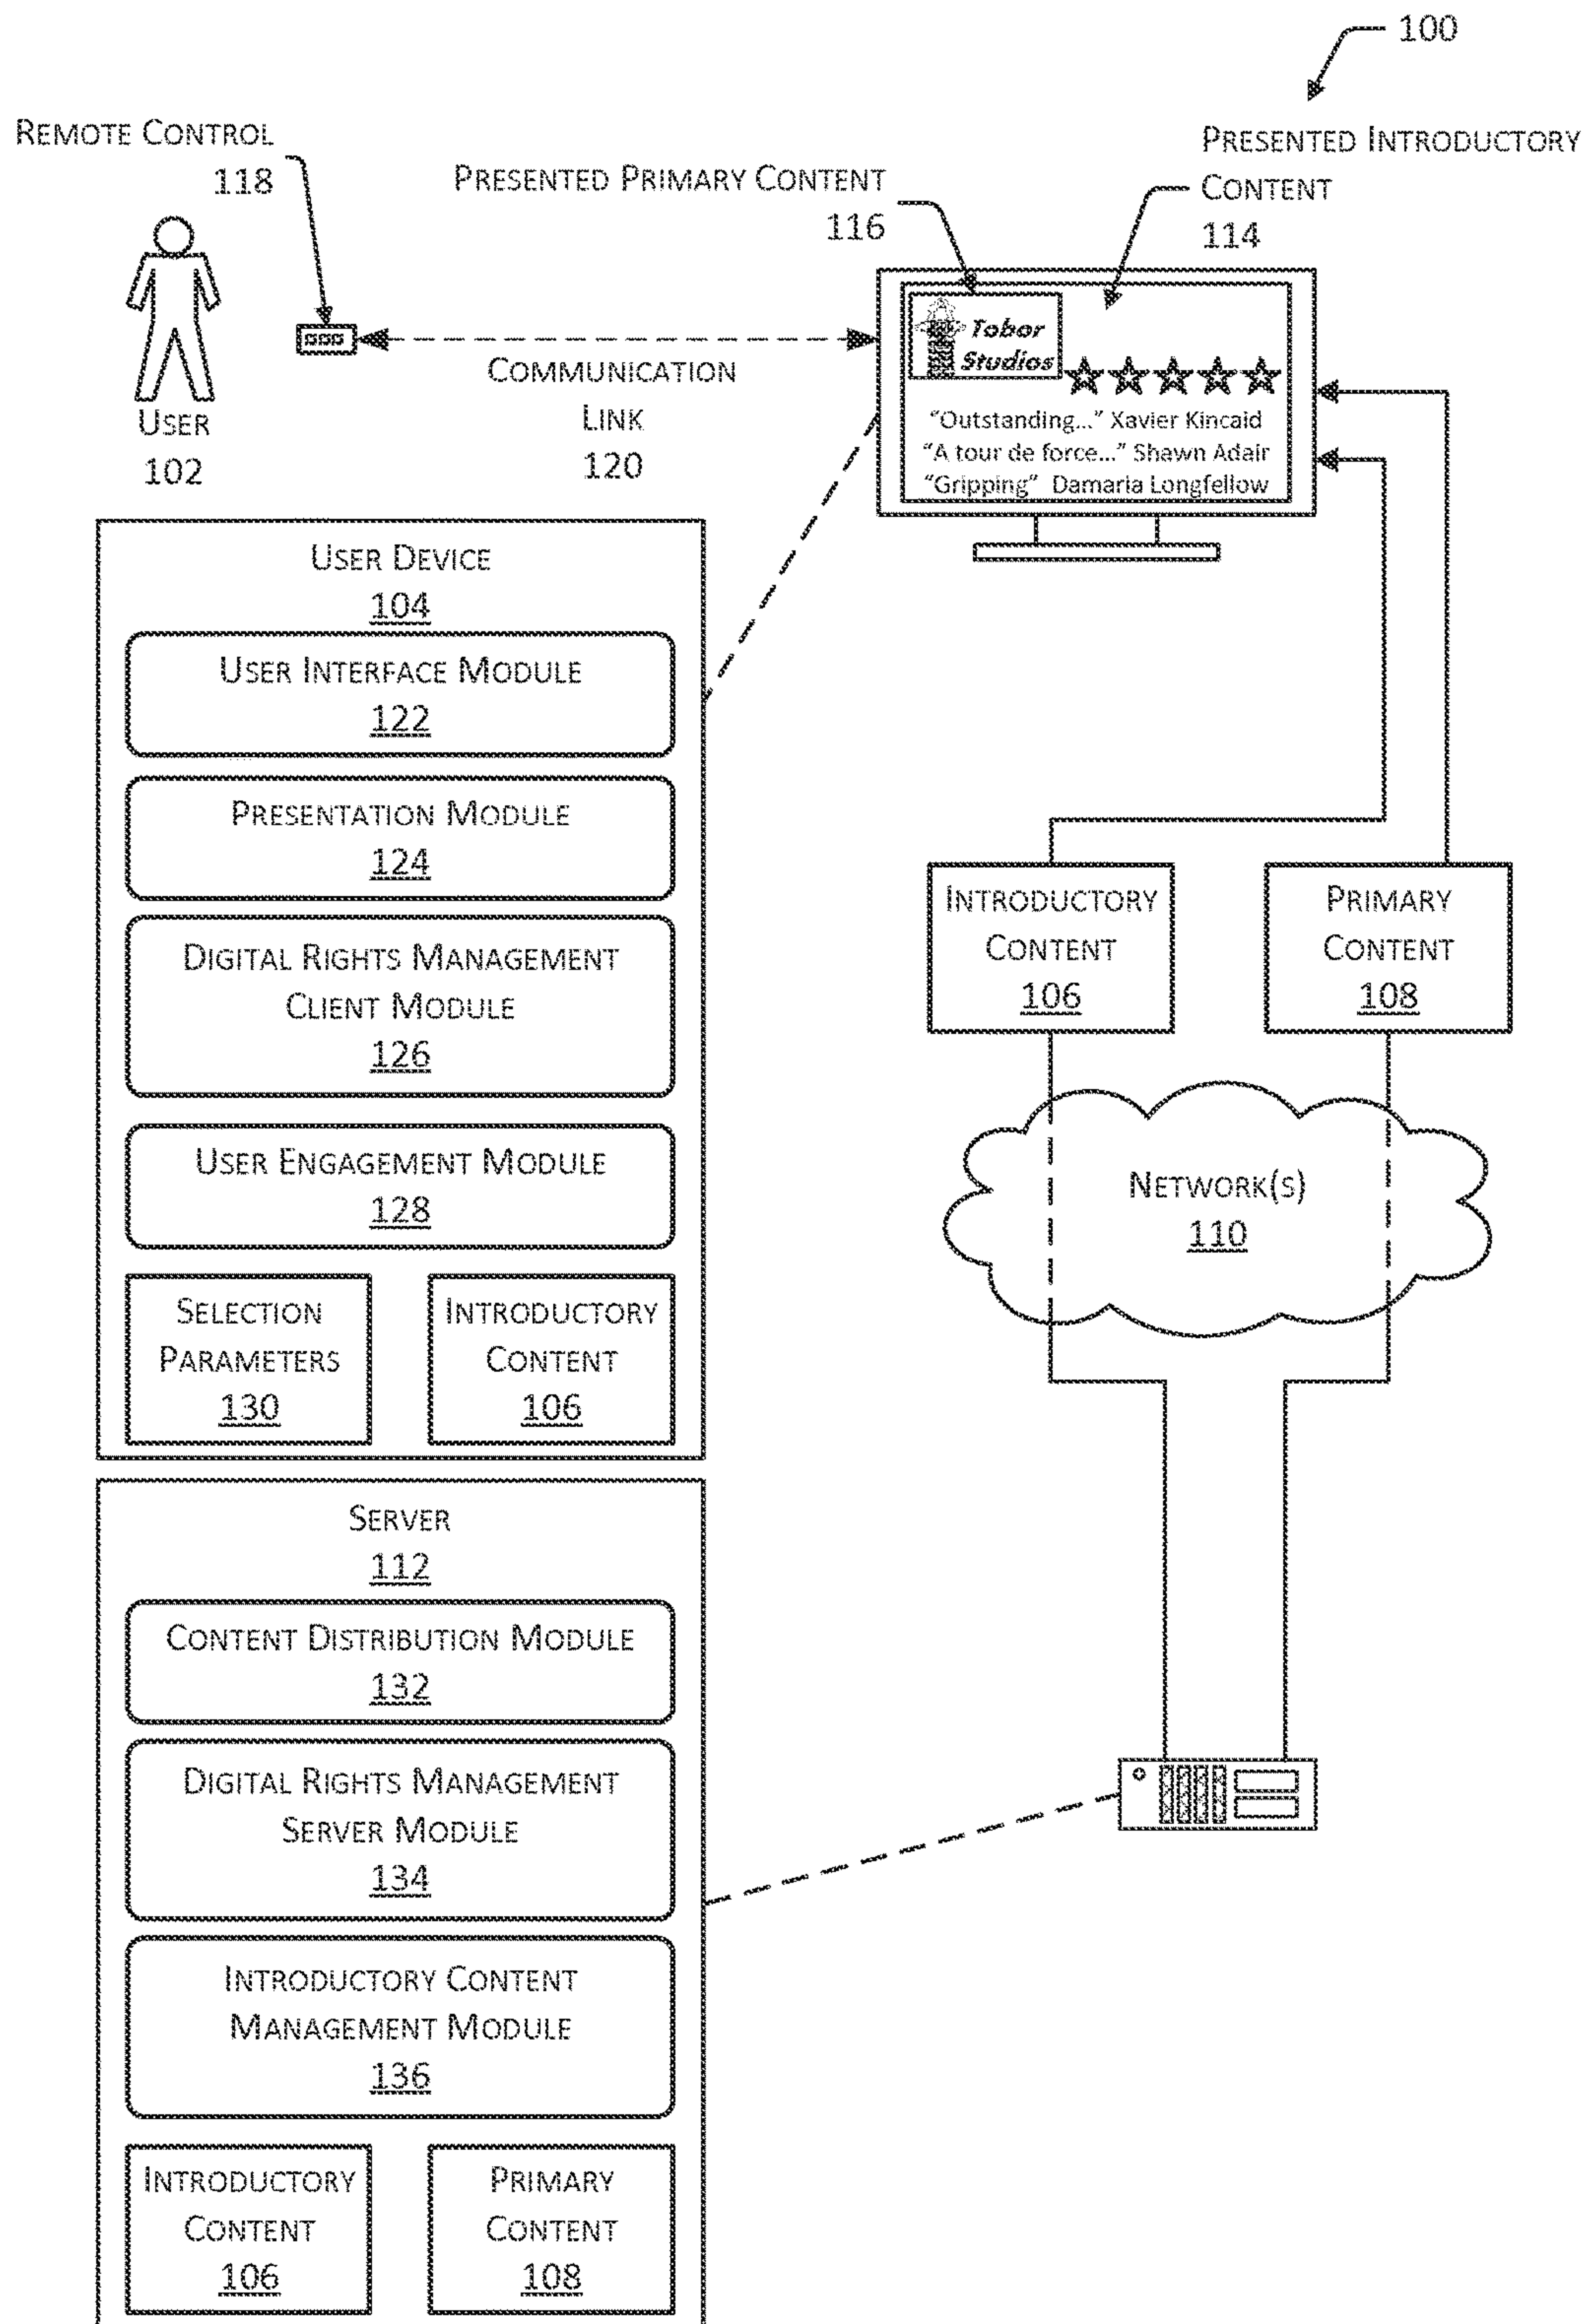 100
REMOTE CONTROL
118
PRESENTED PRIMARY CONTENT
116
PRESENTED INTRODUCTORY
CONTENT
114
Tobor
Studios
"Outstanding..." Xavier Kincaid
"A tour de force..." Shawn Adair
"Gripping" Damaria Longfellow
COMMUNICATION
LINK
120
USER
102
USER DEVICE
104
USER INTERFACE MODULE
122
PRESENTATION MODULE
124
DIGITAL RIGHTS MANAGEMENT
CLIENT MODULE
126
USER ENGAGEMENT MODULE
128
SELECTION
PARAMETERS
130
INTRODUCTORY
CONTENT
106
INTRODUCTORY
CONTENT
106
PRIMARY
CONTENT
108
NETWORK(S)
110
SERVER
112
CONTENT DISTRIBUTION MODULE
132
DIGITAL RIGHTS MANAGEMENT
SERVER MODULE
134
INTRODUCTORY CONTENT
MANAGEMENT MODULE
136
INTRODUCTORY
CONTENT
106
PRIMARY
CONTENT
108